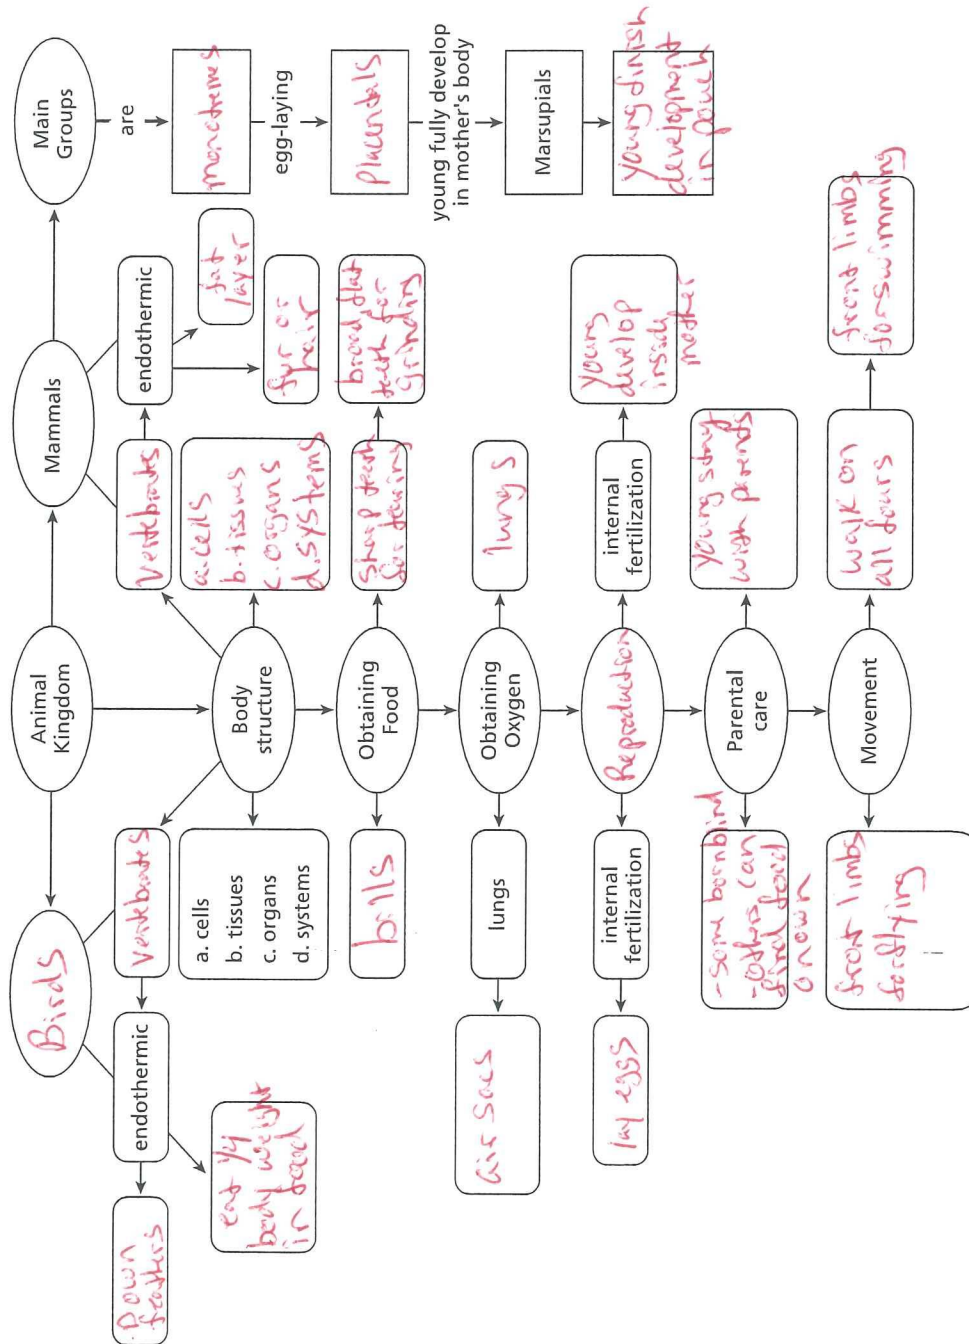 Animal
Kingdom
Birds
Mammals
Main
Groups
are
monotremes
egg-laying
Placentals
young fully develop
in mother's body
Marsupials
young finish
development
in pouch
Vertebrates
endothermic
Down
feathers
eat 1/4
body weight
in food
Vertebrates
endothermic
fat
layer
fur or
hair
Body
structure
a. cells
b. tissues
c. organs
d. systems
a. cells
b. tissues
c. organs
d. systems
Obtaining
Food
bills
Sharp teeth
for tearing
broad flat
teeth for
grinding
Obtaining
Oxygen
lungs
air sacs
lungs
Reproduction
internal
fertilization
lay eggs
internal
fertilization
young
develop
inside
mother
Parental
care
-some born blind
-others can
find food
on own
young stay
with parents
Movement
front limbs
for flying
walk on
all fours
front limbs
for swimming